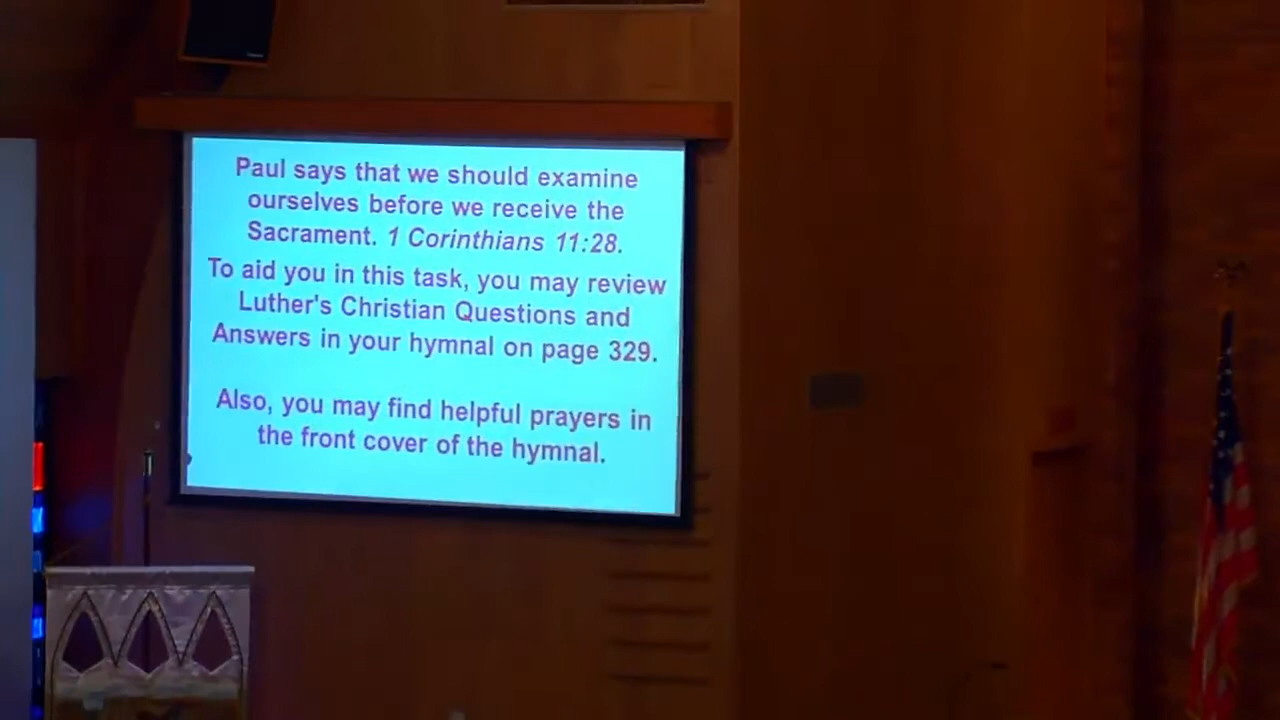 Paul says that we should examine
ourselves before we receive the
Sacrament. 1 Corinthians 11:28.
To aid you in this task, you may review
Luther's Christian Questions and
Answers in your hymnal on page 329.
Also, you may find helpful prayers in
the front cover of the hymnal.